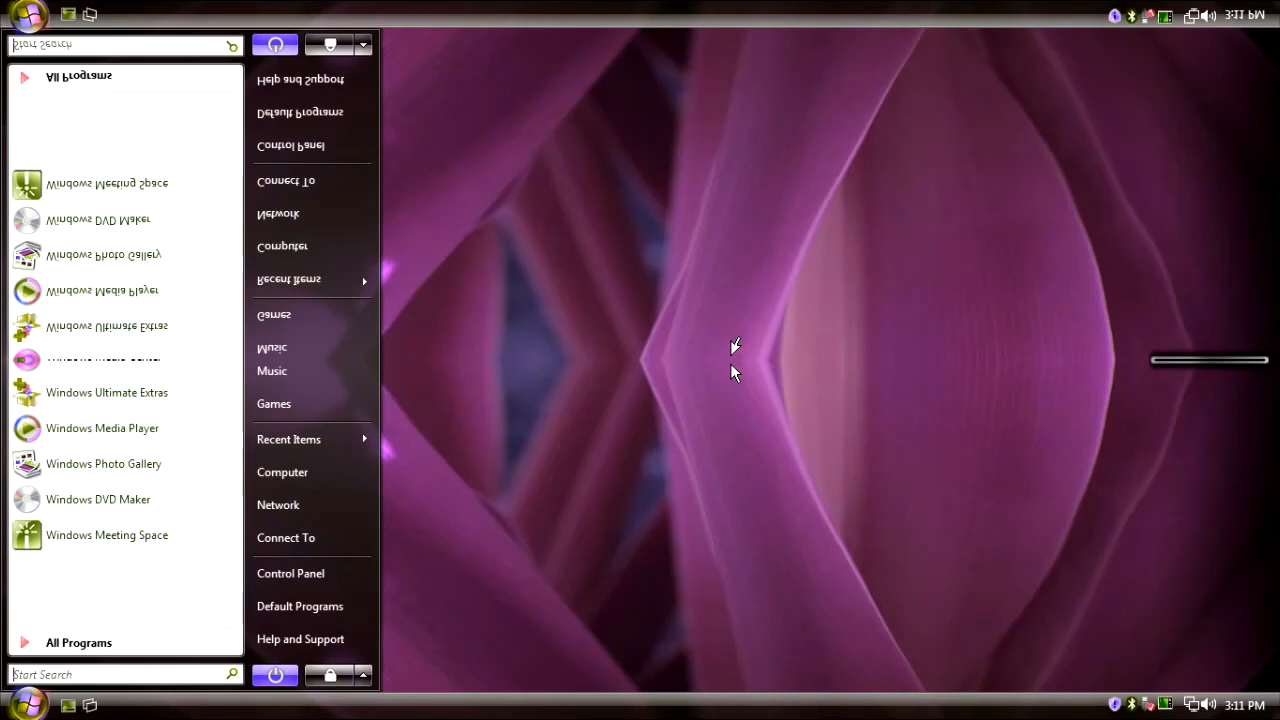 3:11 PM
Start Search
All Programs
Windows Meeting Space
Windows DVD Maker
Windows Photo Gallery
Windows Media Player
Windows Ultimate Extras
Help and Support
Default Programs
Control Panel
Connect To
Network
Computer
Recent Items
Games
Music
Music
Games
Recent Items
Computer
Network
Connect To
Control Panel
Default Programs
Help and Support
Windows Ultimate Extras
Windows Media Player
Windows Photo Gallery
Windows DVD Maker
Windows Meeting Space
All Programs
Start Search
3:11 PM